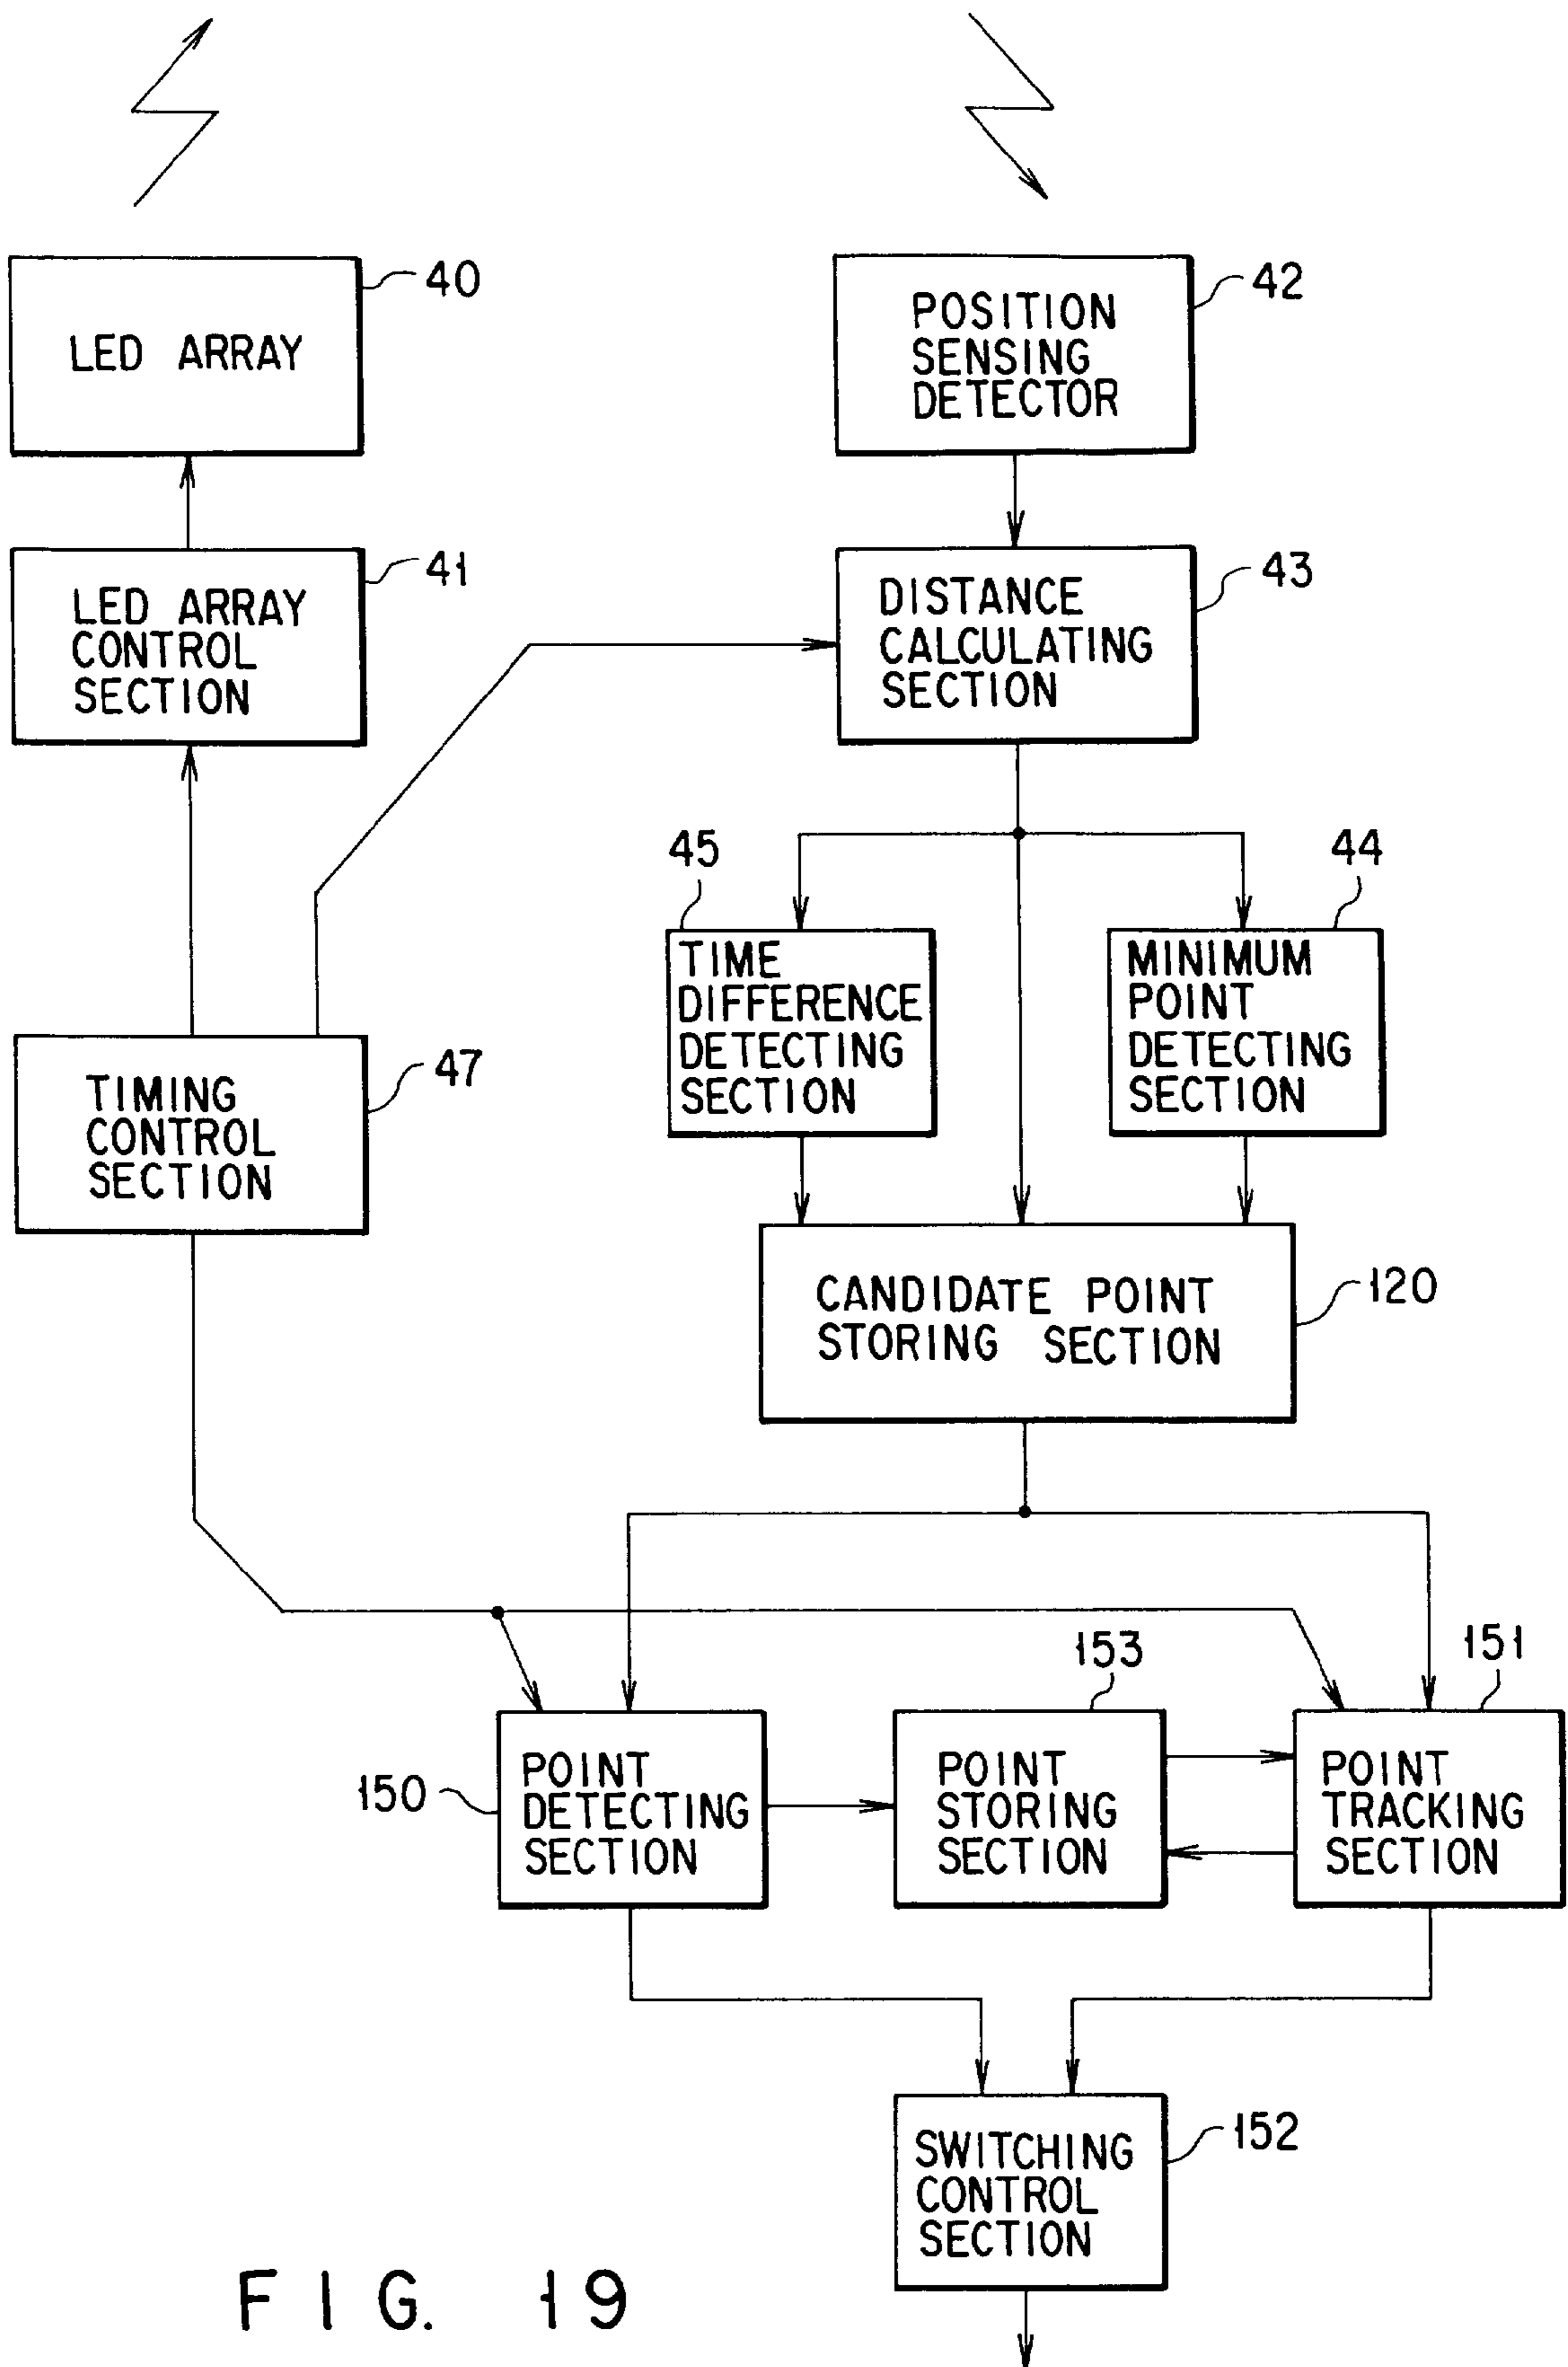 40
LED ARRAY
42
POSITION
SENSING
DETECTOR
41
LED ARRAY
CONTROL
SECTION
43
DISTANCE
CALCULATING
SECTION
45
TIME
DIFFERENCE
DETECTING
SECTION
44
MINIMUM
POINT
DETECTING
SECTION
47
TIMING
CONTROL
SECTION
120
CANDIDATE POINT
STORING SECTION
150
POINT
DETECTING
SECTION
153
POINT
STORING
SECTION
151
POINT
TRACKING
SECTION
152
SWITCHING
CONTROL
SECTION
FIG. 19